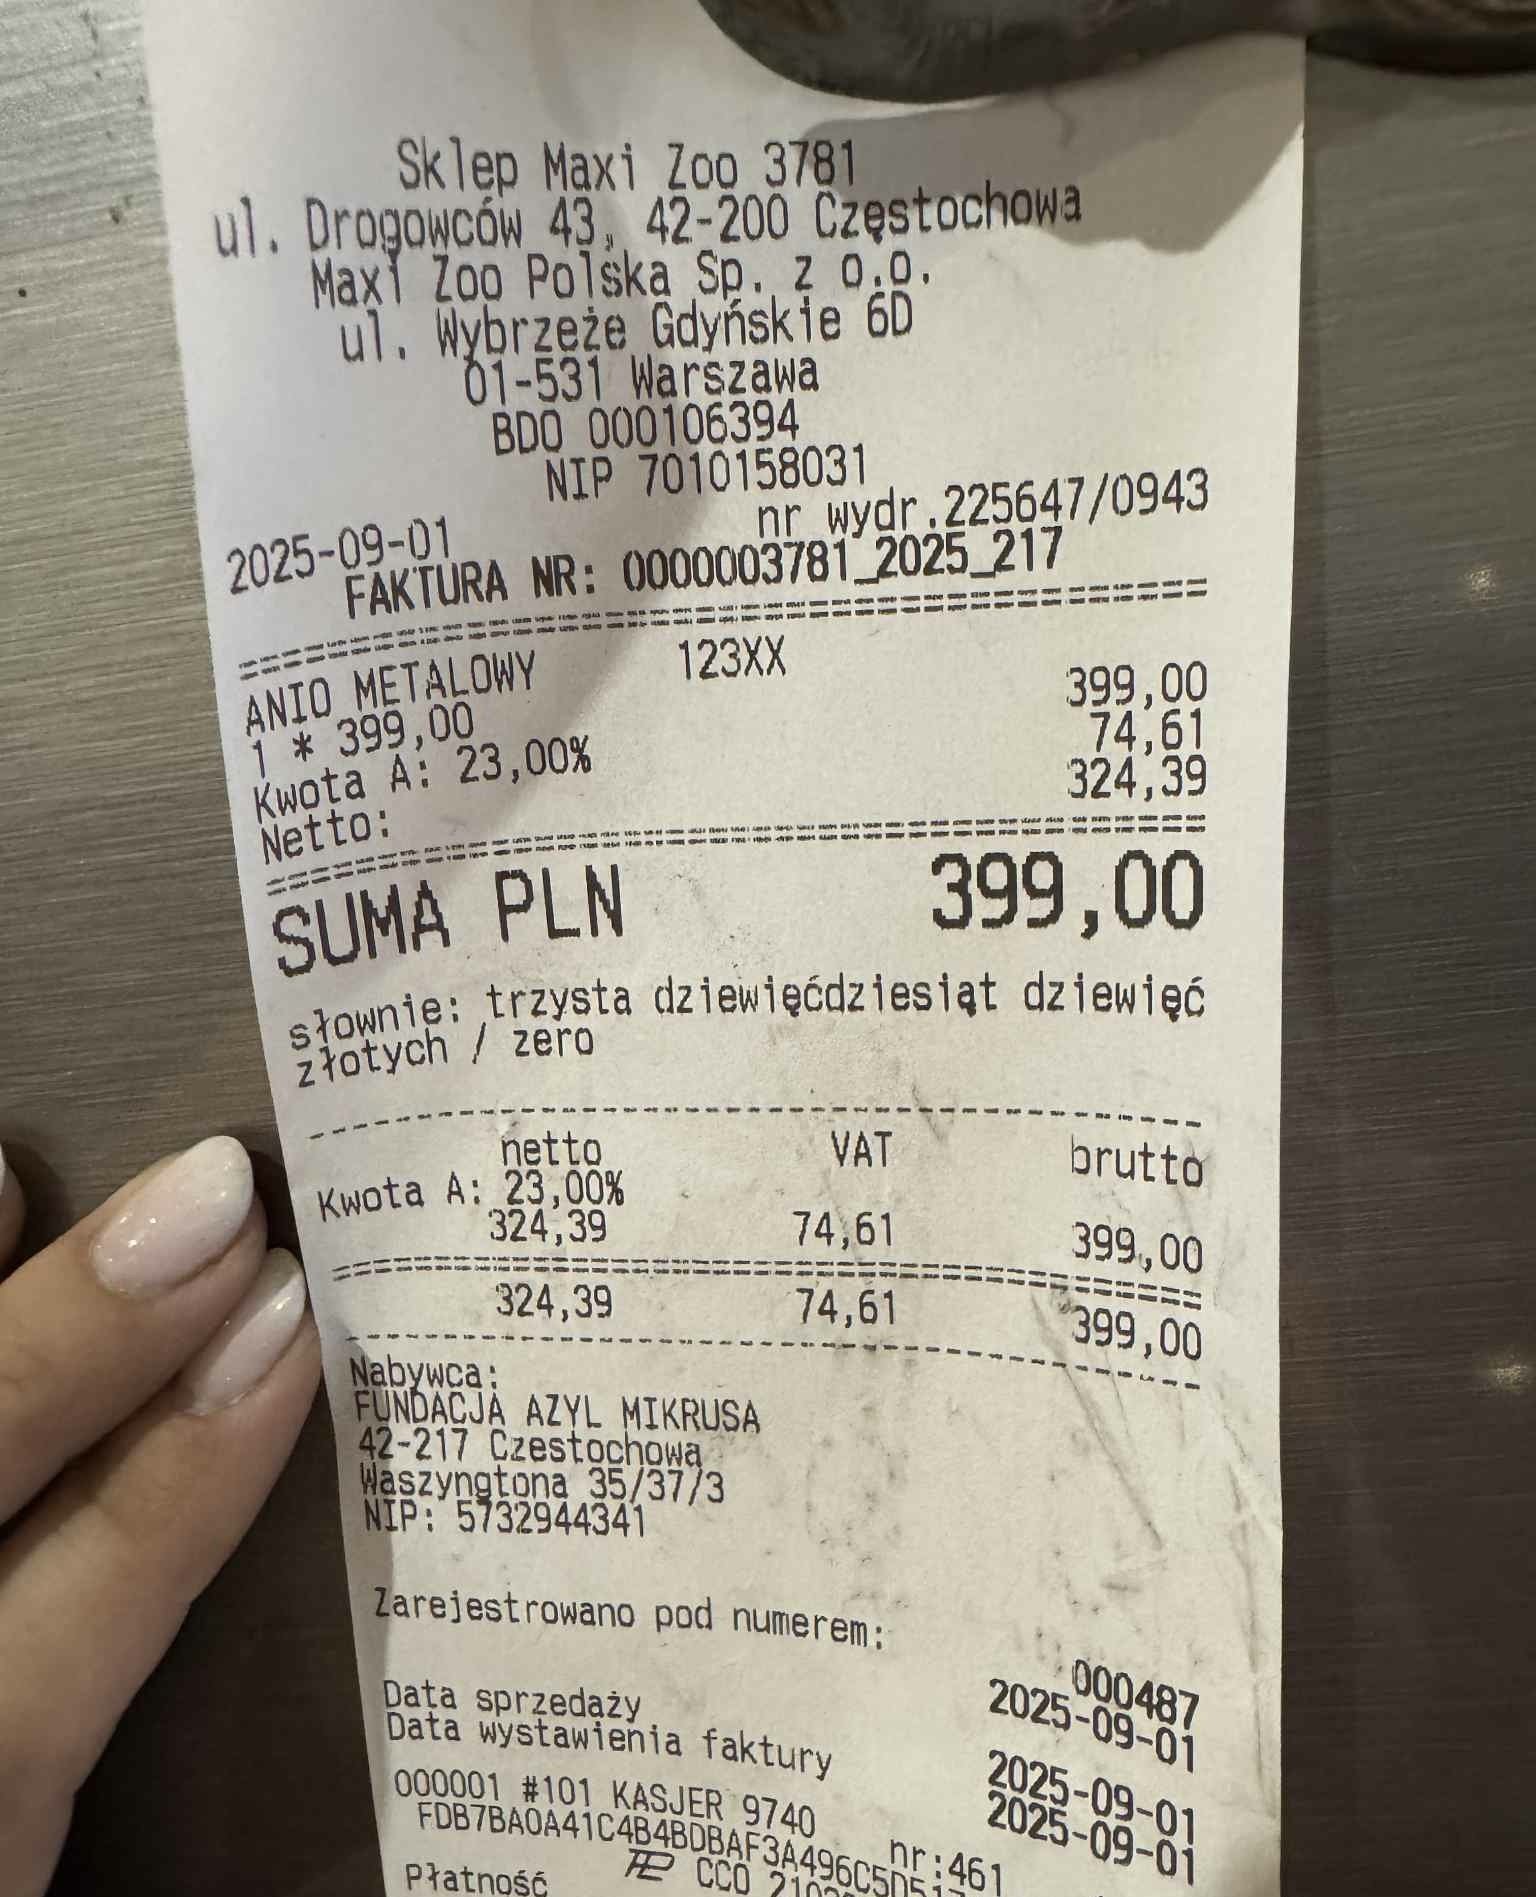 Sklep Maxi Zoo 3781
ul. Drogowców 43, 42-200 Częstochowa
Maxi Zoo Polska Sp. z o.o.
ul. Wybrzeże Gdyńskie 6D
01-531 Warszawa
BDO 000106394
NIP 7010158031
2025-09-01 nr wydr.225647/0943
FAKTURA NR: 0000003781_2025_217
ANIO METALOWY 123XX
1 * 399,00 399,00
Kwota A: 23,00% 74,61
Netto: 324,39
SUMA PLN 399,00
słownie: trzysta dziewięćdziesiąt dziewięć
złotych / zero
netto VAT brutto
Kwota A: 23,00%
324,39 74,61 399,00
324,39 74,61 399,00
Nabywca:
FUNDACJA AZYL MIKRUSA
42-217 Czestochowa
Waszyngtona 35/37/3
NIP: 5732944341
Zarejestrowano pod numerem:
000487
2025-09-01
Data sprzedaży 2025-09-01
Data wystawienia faktury 2025-09-01
000001 #101 KASJER 9740 nr:461
FDB7BA0A41C4B4BDBAF3A496C5D517
CCO
Płatność